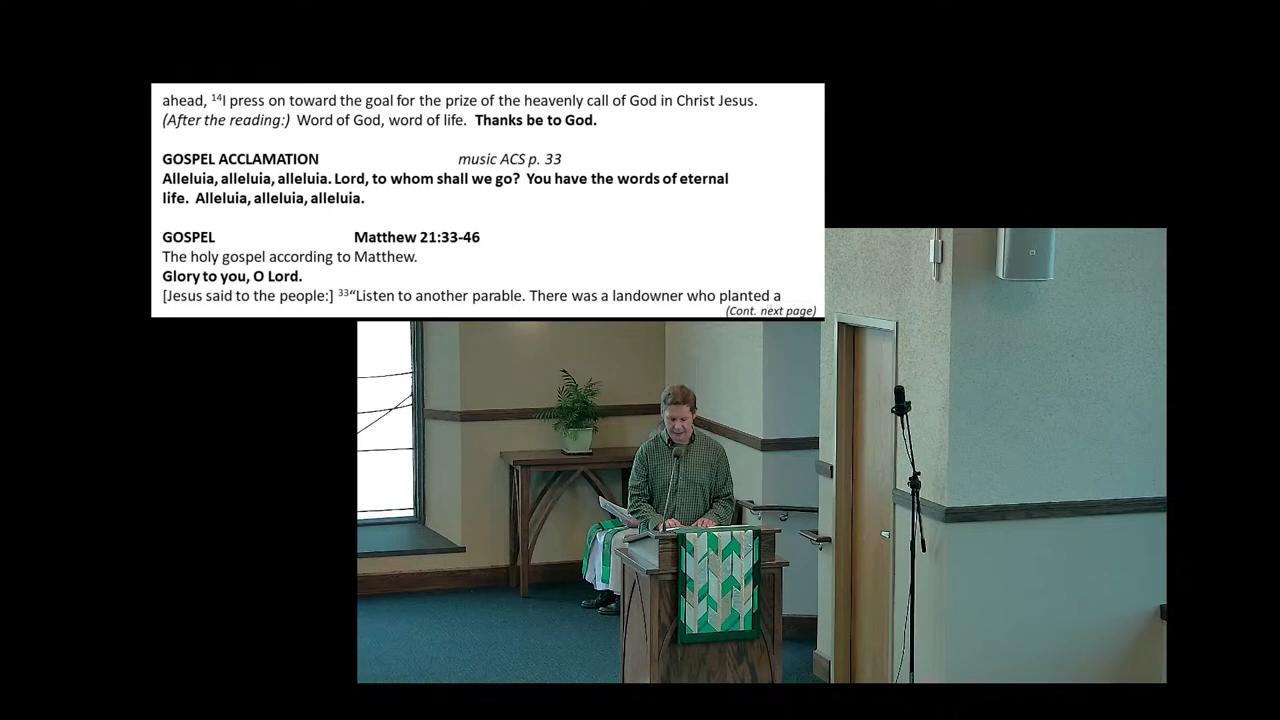 ahead, ¹⁴I press on toward the goal for the prize of the heavenly call of God in Christ Jesus.
(After the reading:) Word of God, word of life. Thanks be to God.
GOSPEL ACCLAMATION music ACS p. 33
Alleluia, alleluia, alleluia. Lord, to whom shall we go? You have the words of eternal
life. Alleluia, alleluia, alleluia.
GOSPEL Matthew 21:33-46
The holy gospel according to Matthew.
Glory to you, O Lord.
[Jesus said to the people:] ³³“Listen to another parable. There was a landowner who planted a
(Cont. next page)